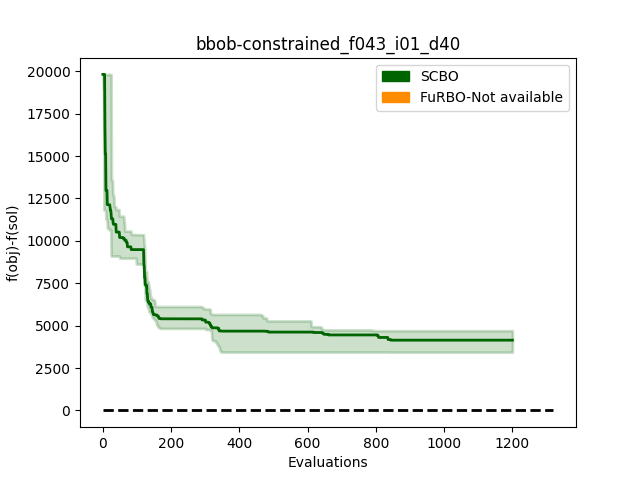 bbob-constrained_f043_i01_d40
SCBO
FuRBO-Not available
20000
17500
15000
12500
10000
7500
5000
2500
0
f(obj)-f(sol)
0 200 400 600 800 1000 1200
Evaluations